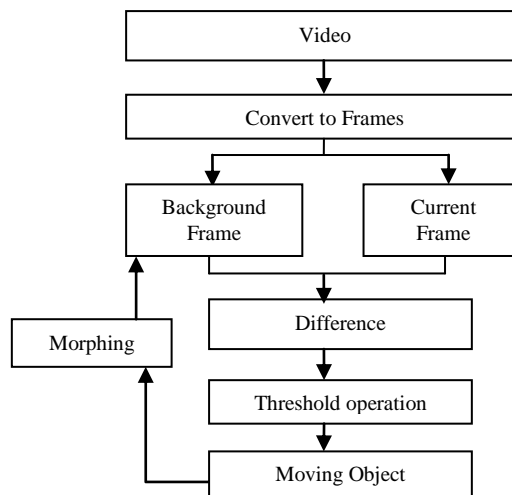 Video
Convert to Frames
Background
Frame
Current
Frame
Difference
Morphing
Threshold operation
Moving Object